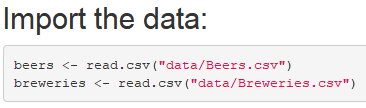 Import the data:
beers <- read.csv("data/Beers.csv")
breweries <- read.csv("data/Breweries.csv")